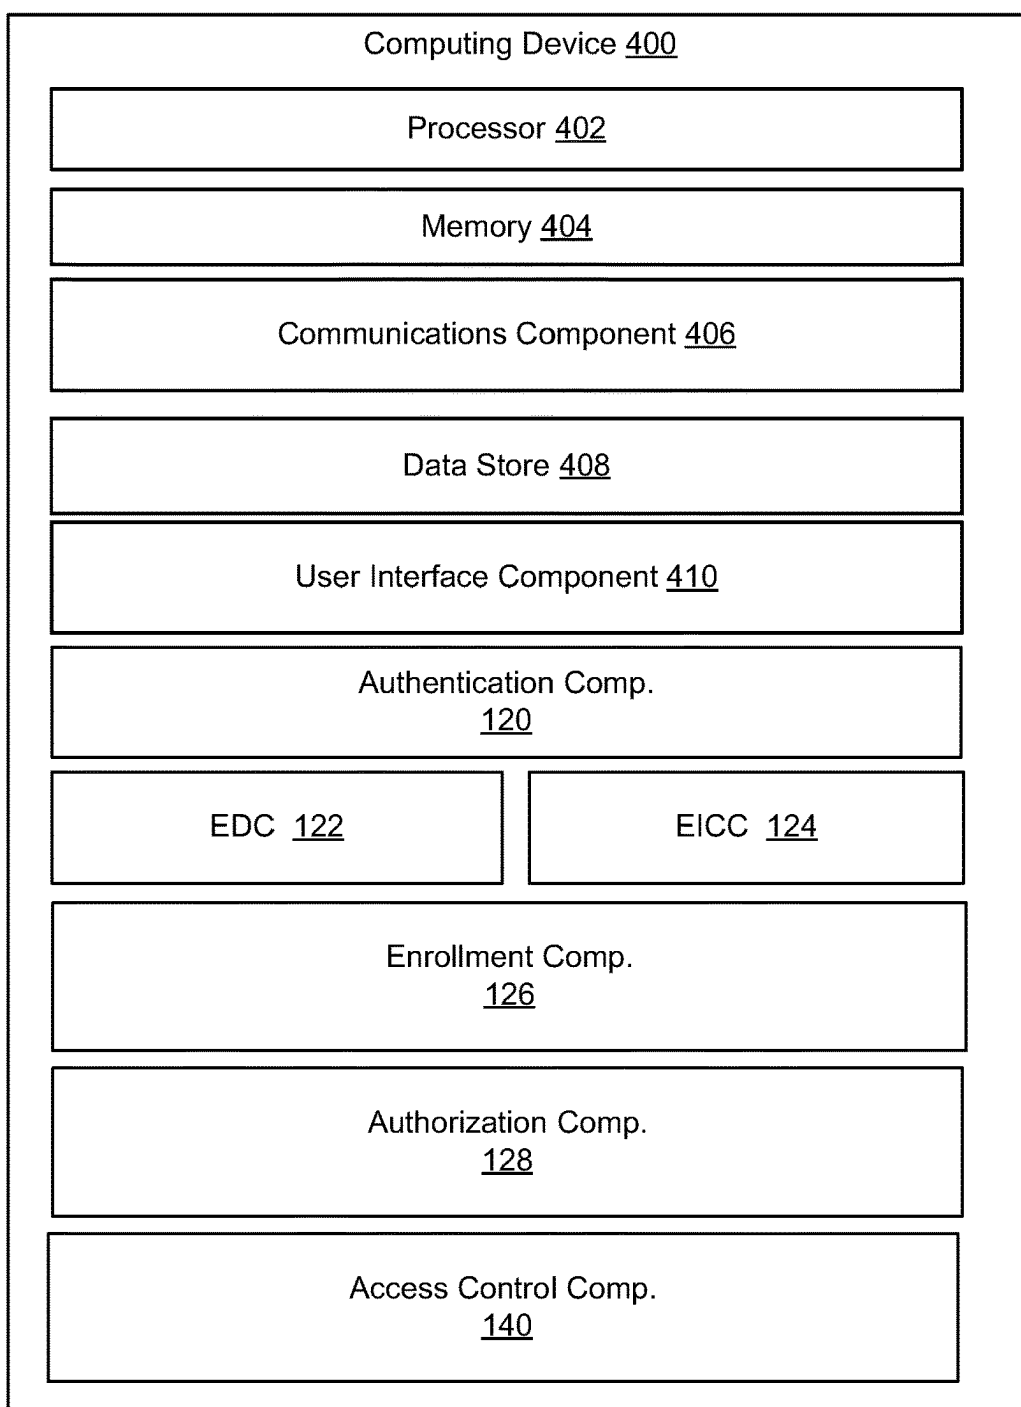 Computing Device 400
Processor 402
Memory 404
Communications Component 406
Data Store 408
User Interface Component 410
Authentication Comp.
120
EDC 122
EICC 124
Enrollment Comp.
126
Authorization Comp.
128
Access Control Comp.
140